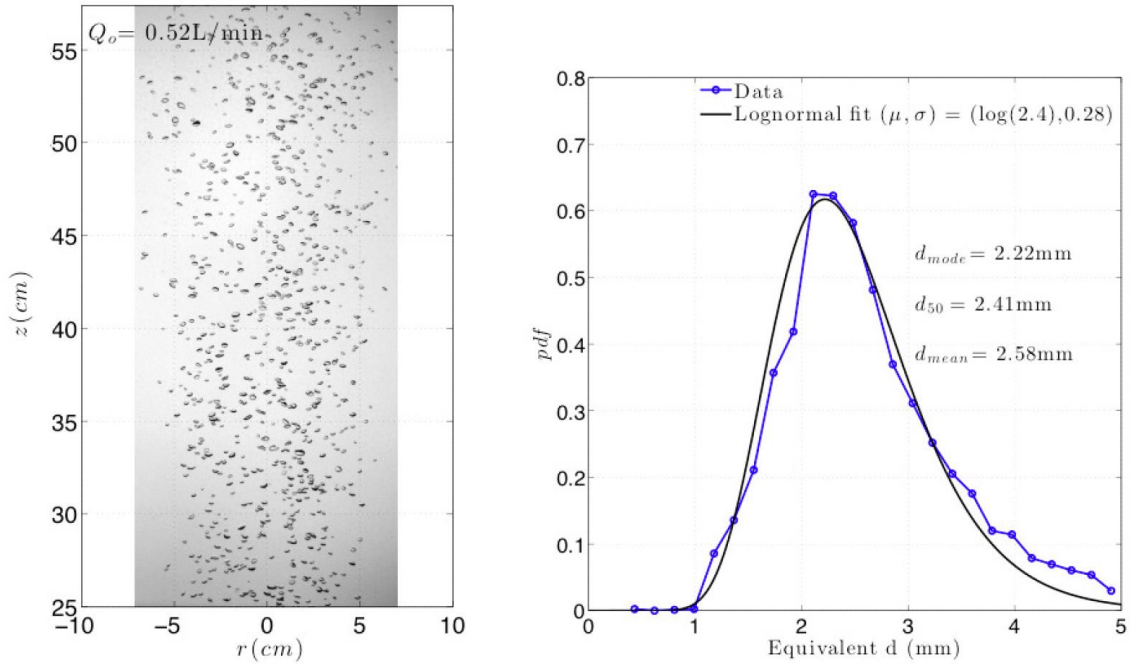 Q_o= 0.52L/min
55
50
45
40
35
30
25
−10
−5
0
5
10
z(cm)
r(cm)
0.8
0.7
0.6
0.5
0.4
0.3
0.2
0.1
0
0
1
2
3
4
5
pdf
Equivalent d (mm)
Data
Lognormal fit (μ, σ) = (log(2.4),0.28)
d_mode= 2.22mm
d_50 = 2.41mm
d_mean= 2.58mm